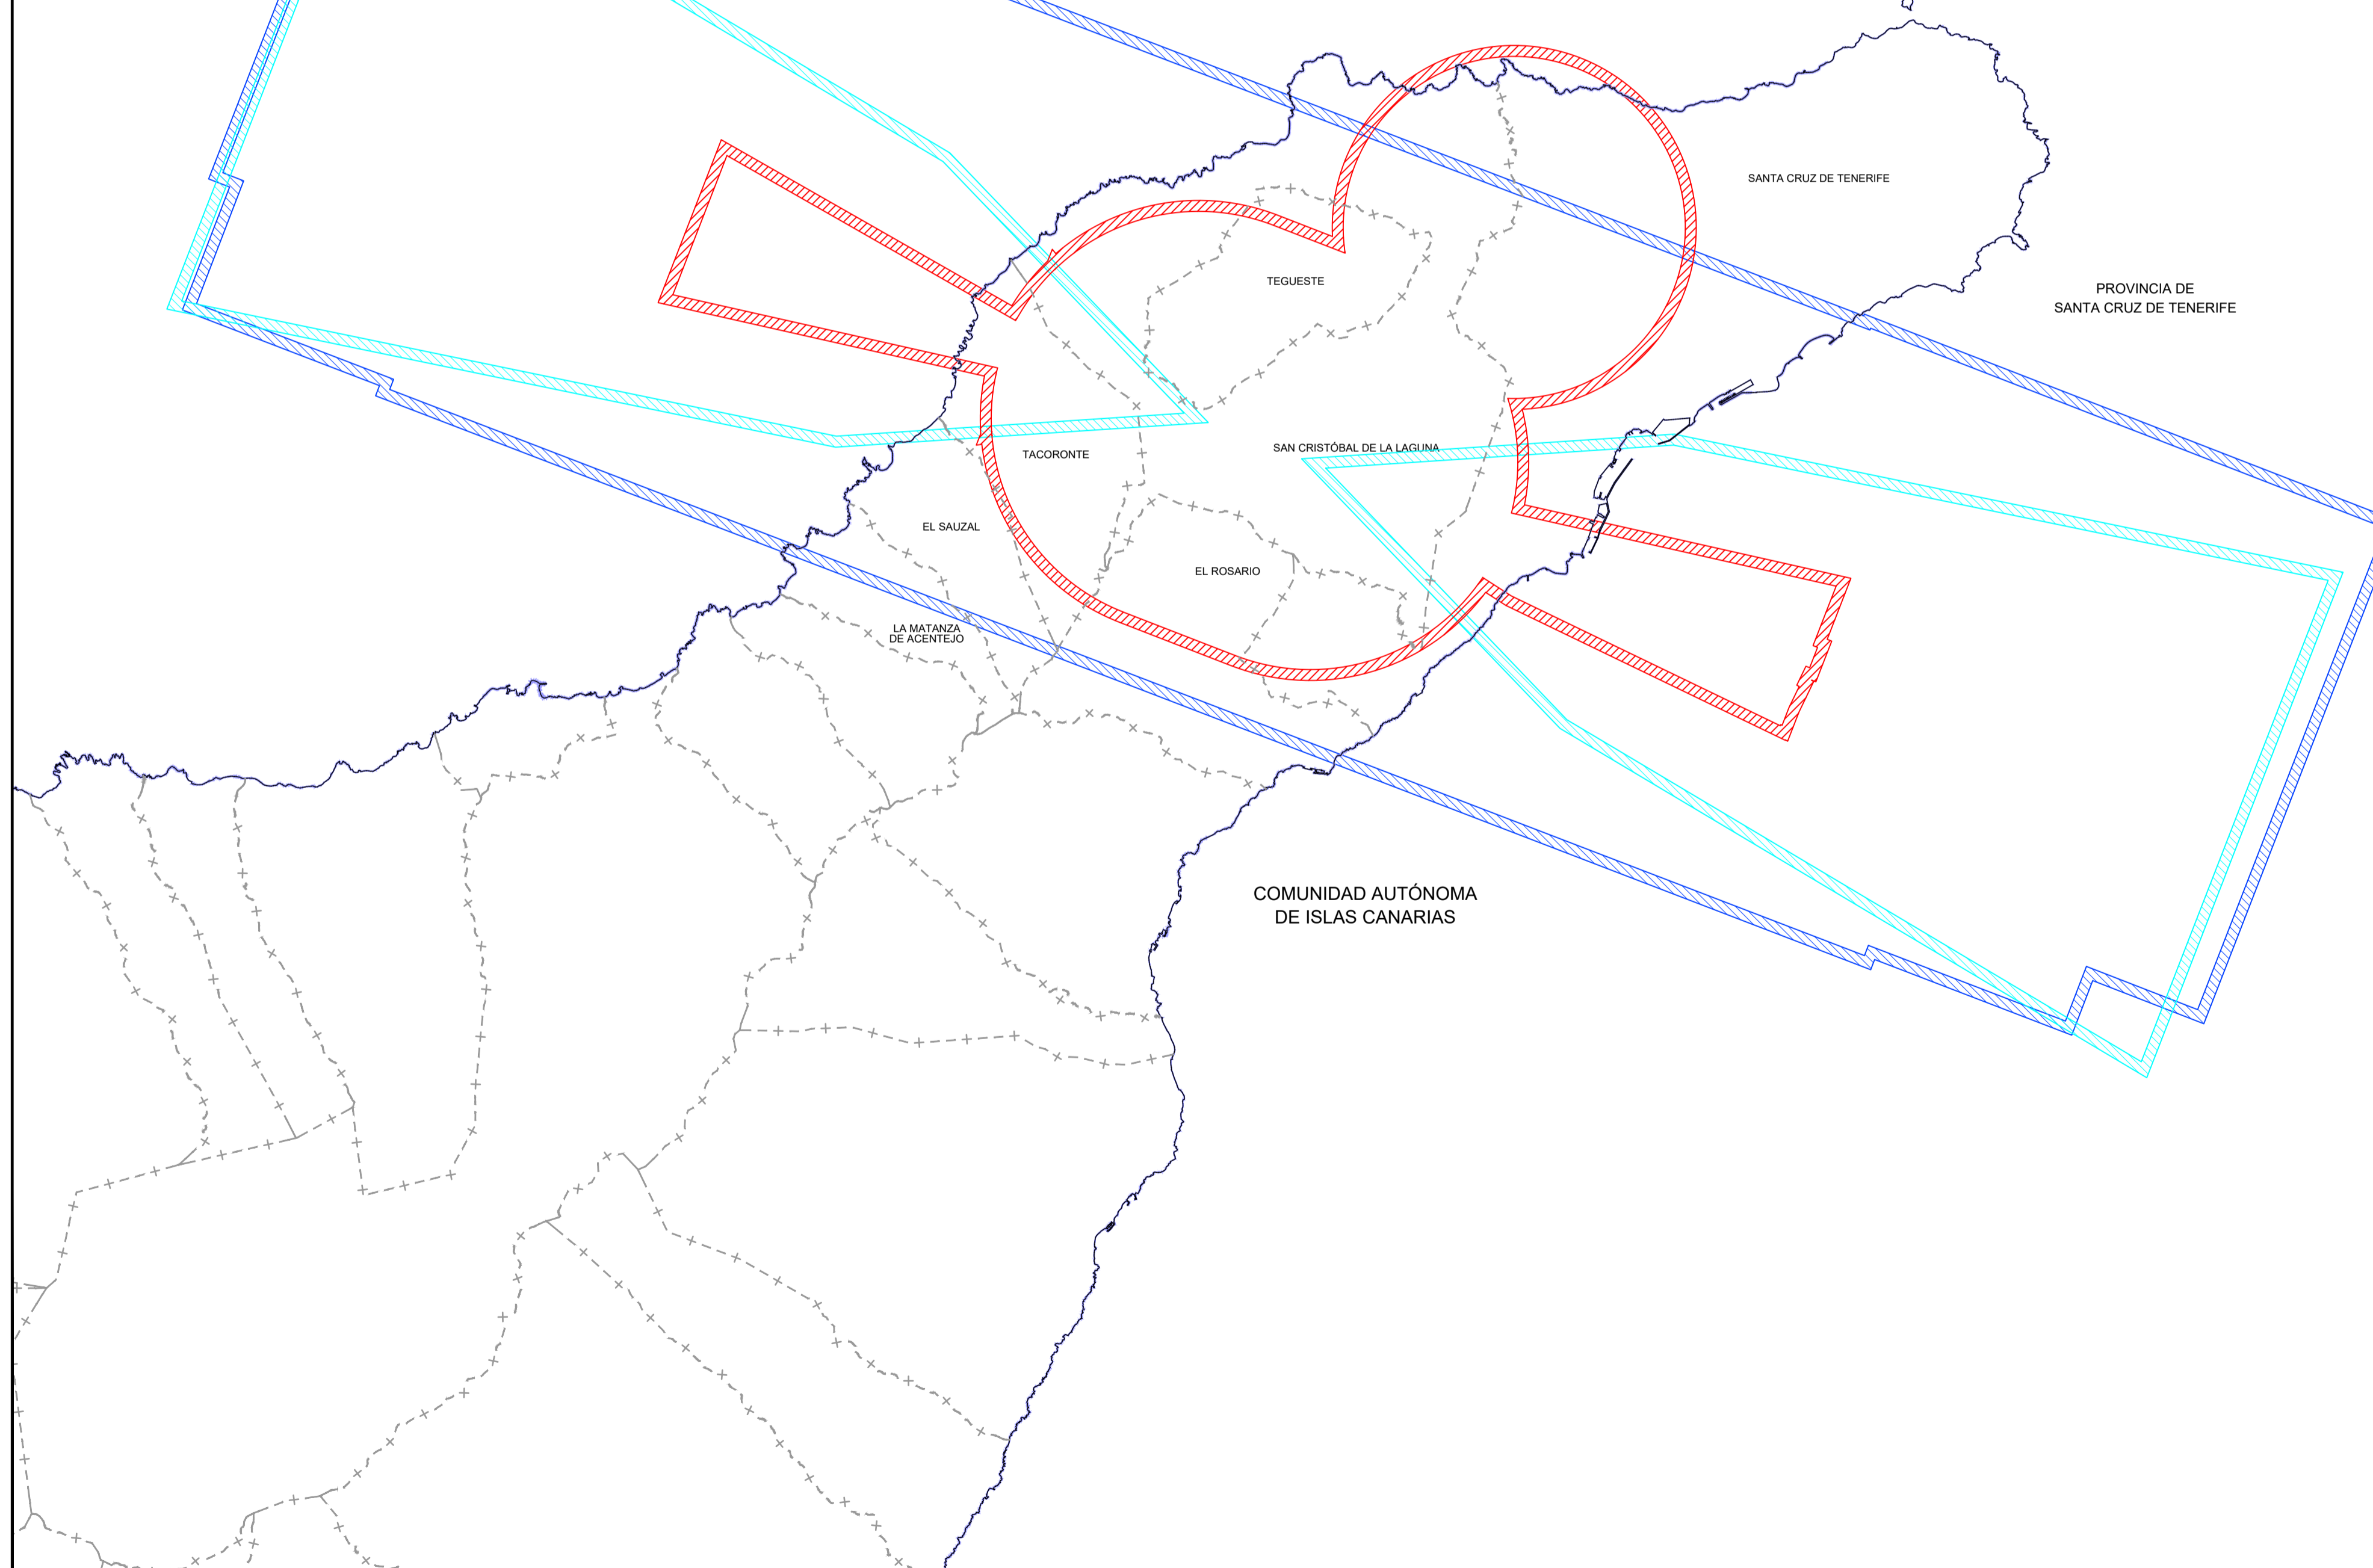 SANTA CRUZ DE TENERIFE
TEGUESTE
PROVINCIA DE
SANTA CRUZ DE TENERIFE
SAN CRISTÓBAL DE LA LAGUNA
TACORONTE
EL SAUZAL
EL ROSARIO
LA MATANZA
DE ACENTEJO
COMUNIDAD AUTÓNOMA
DE ISLAS CANARIAS